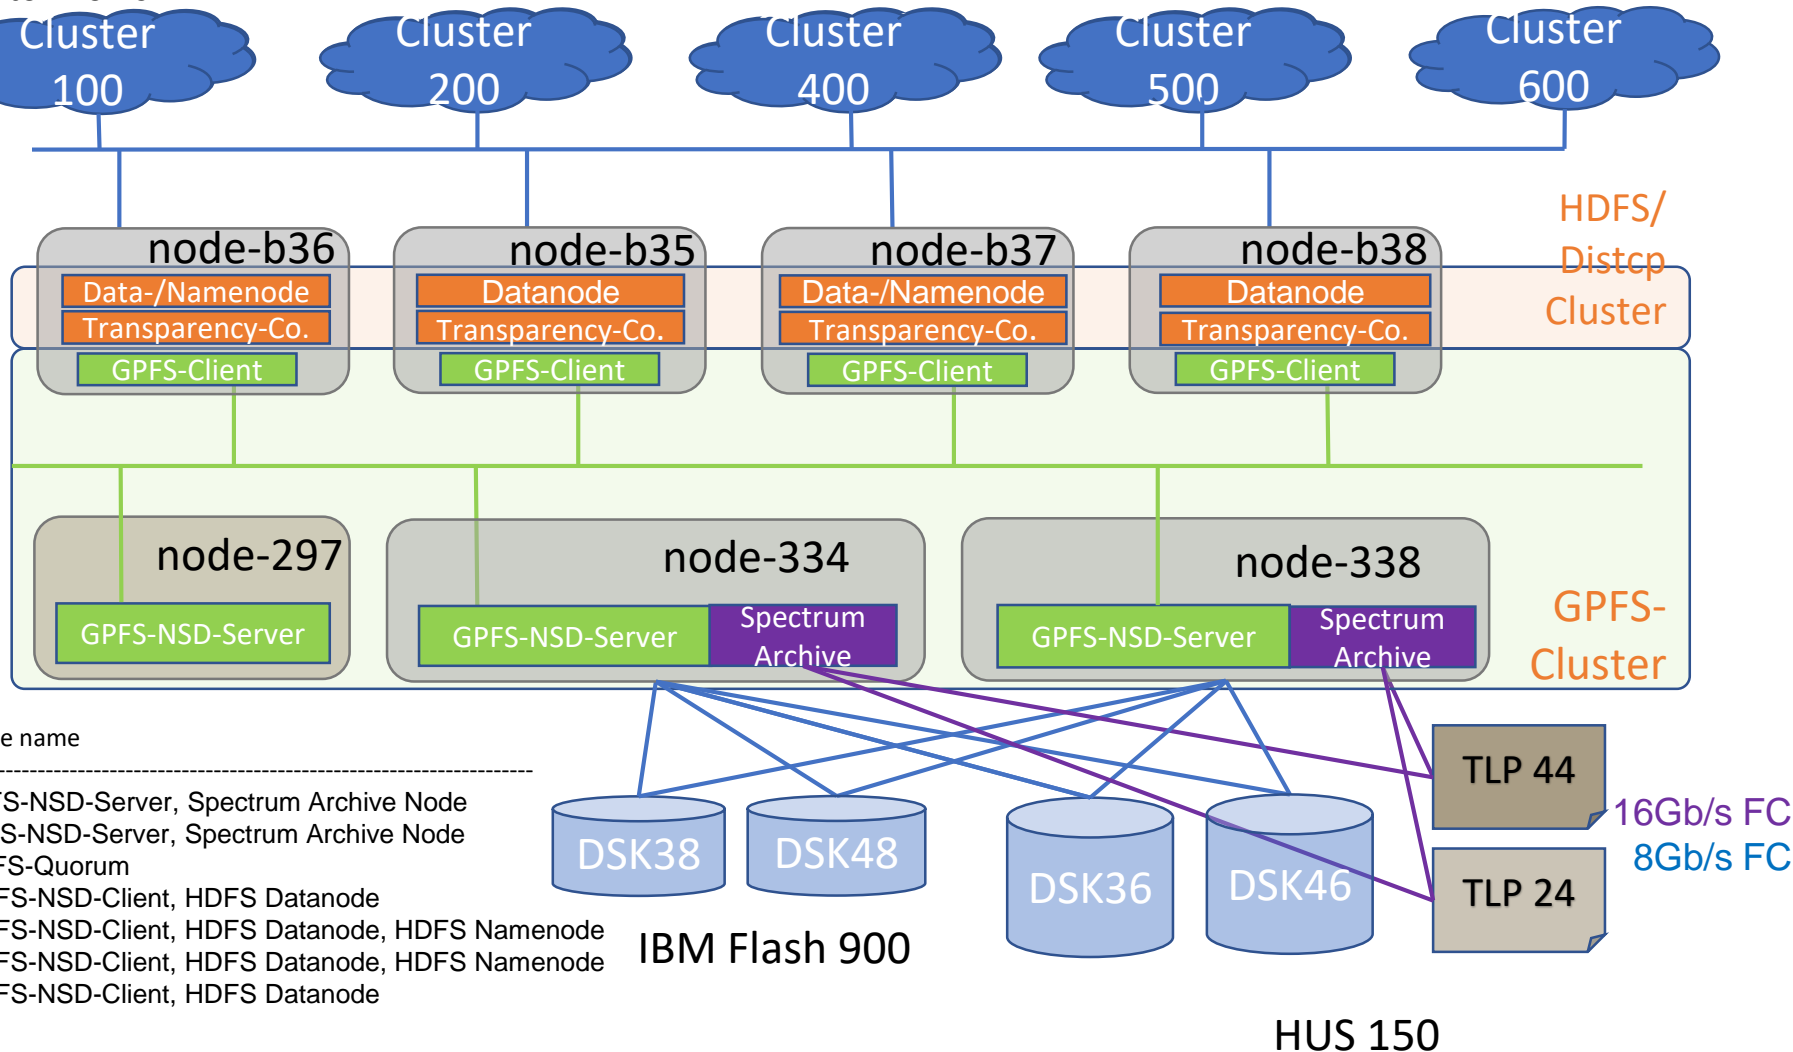 Cluster
100
Cluster
200
Cluster
400
Cluster
500
Cluster
600
HDFS/
Distcp
Cluster
node-b36
Data-/Namenode
Transparency-Co.
GPFS-Client
node-b35
Datanode
Transparency-Co.
GPFS-Client
node-b37
Data-/Namenode
Transparency-Co.
GPFS-Client
node-b38
Datanode
Transparency-Co.
GPFS-Client
node-297
GPFS-NSD-Server
node-334
GPFS-NSD-Server
Spectrum
Archive
node-338
GPFS-NSD-Server
Spectrum
Archive
GPFS-
Cluster
e name
------------------------------------------------------------------
FS-NSD-Server, Spectrum Archive Node
S-NSD-Server, Spectrum Archive Node
FS-Quorum
FS-NSD-Client, HDFS Datanode
FS-NSD-Client, HDFS Datanode, HDFS Namenode
FS-NSD-Client, HDFS Datanode, HDFS Namenode
FS-NSD-Client, HDFS Datanode
DSK38
DSK48
IBM Flash 900
DSK36
DSK46
HUS 150
TLP 44
TLP 24
16Gb/s FC
8Gb/s FC